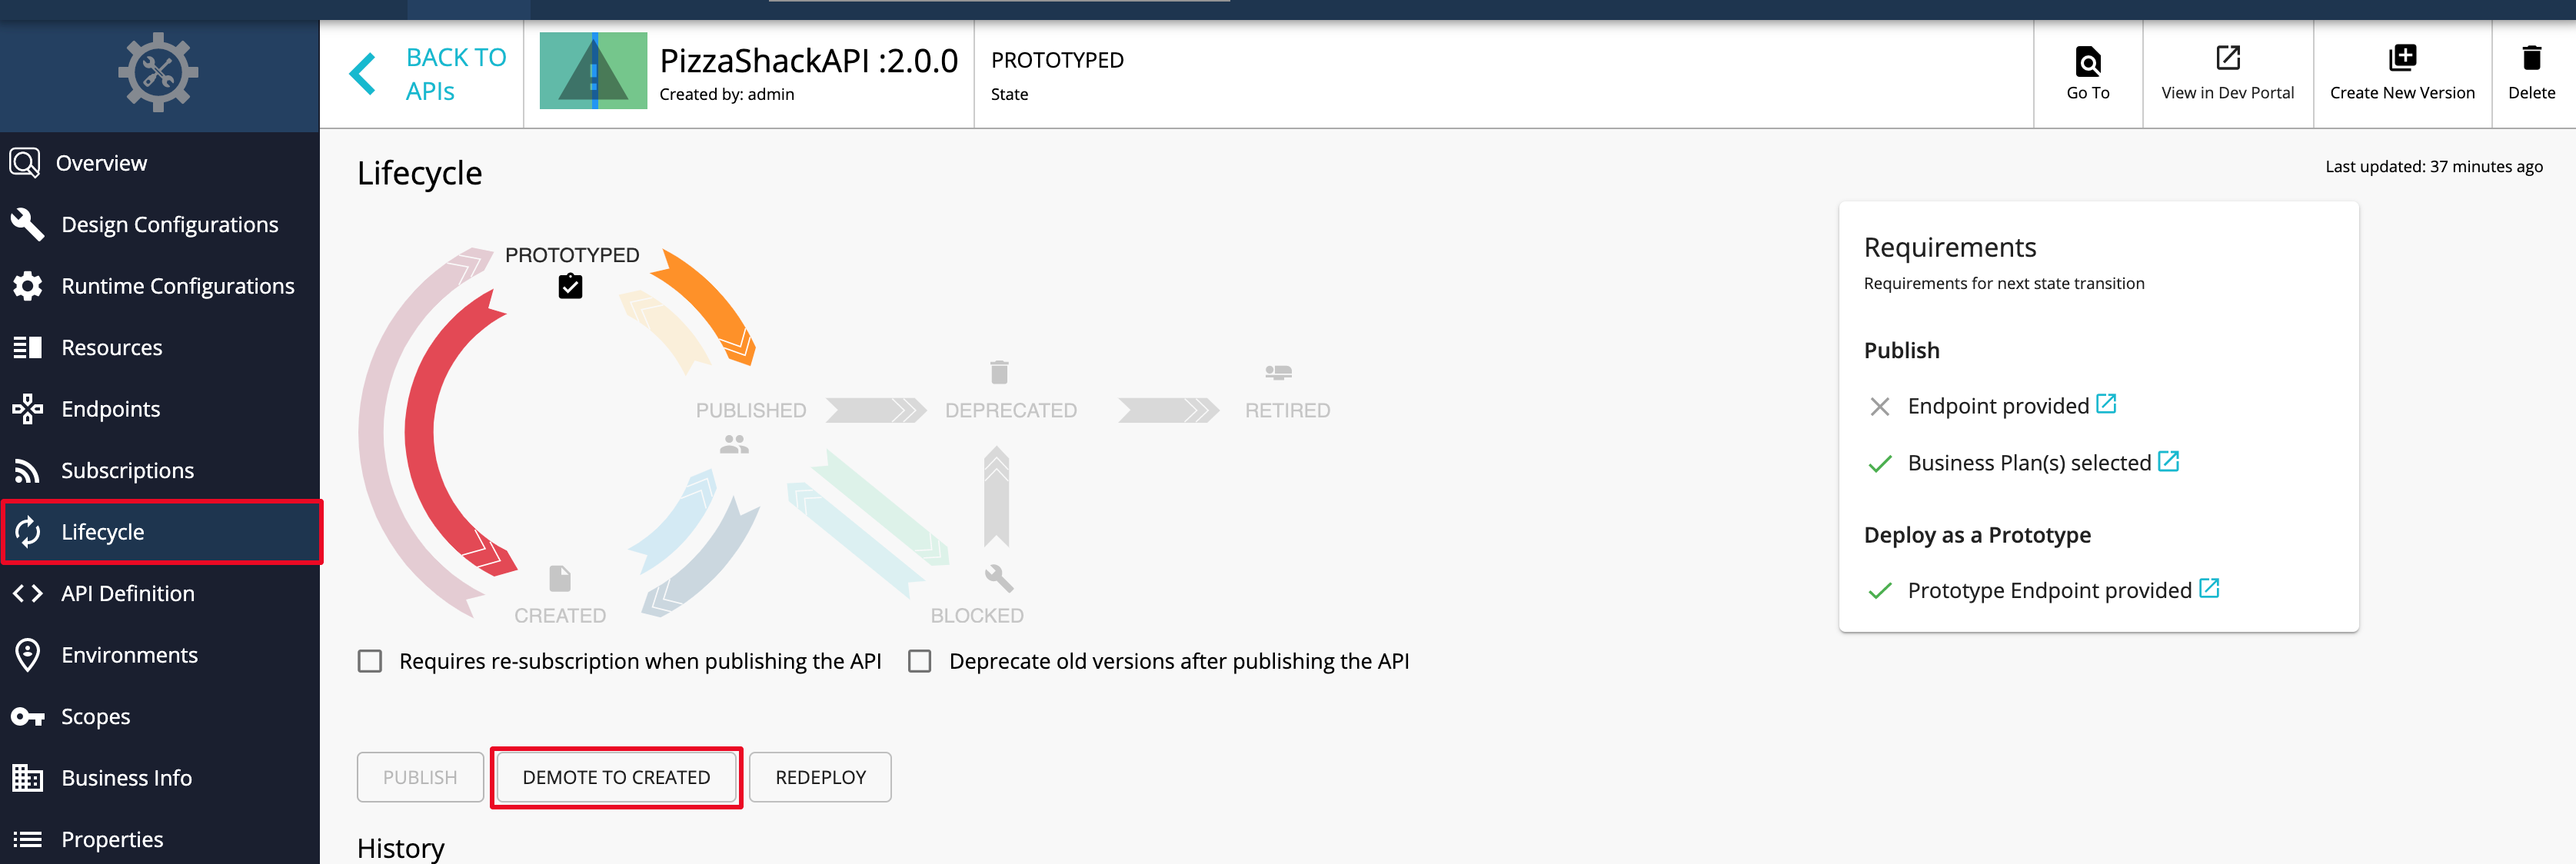 BACK TO
APIs
PizzaShackAPI :2.0.0
Created by: admin
PROTOTYPED
State
Go To
View in Dev Portal
Create New Version
Delete
Overview
Design Configurations
Runtime Configurations
Resources
Endpoints
Subscriptions
Lifecycle
API Definition
Environments
Scopes
Business Info
Properties
Lifecycle
Last updated: 37 minutes ago
PROTOTYPED
PUBLISHED
DEPRECATED
RETIRED
CREATED
BLOCKED
Requirements
Requirements for next state transition
Publish
Endpoint provided
Business Plan(s) selected
Deploy as a Prototype
Prototype Endpoint provided
Requires re-subscription when publishing the API
Deprecate old versions after publishing the API
PUBLISH
DEMOTE TO CREATED
REDEPLOY
History